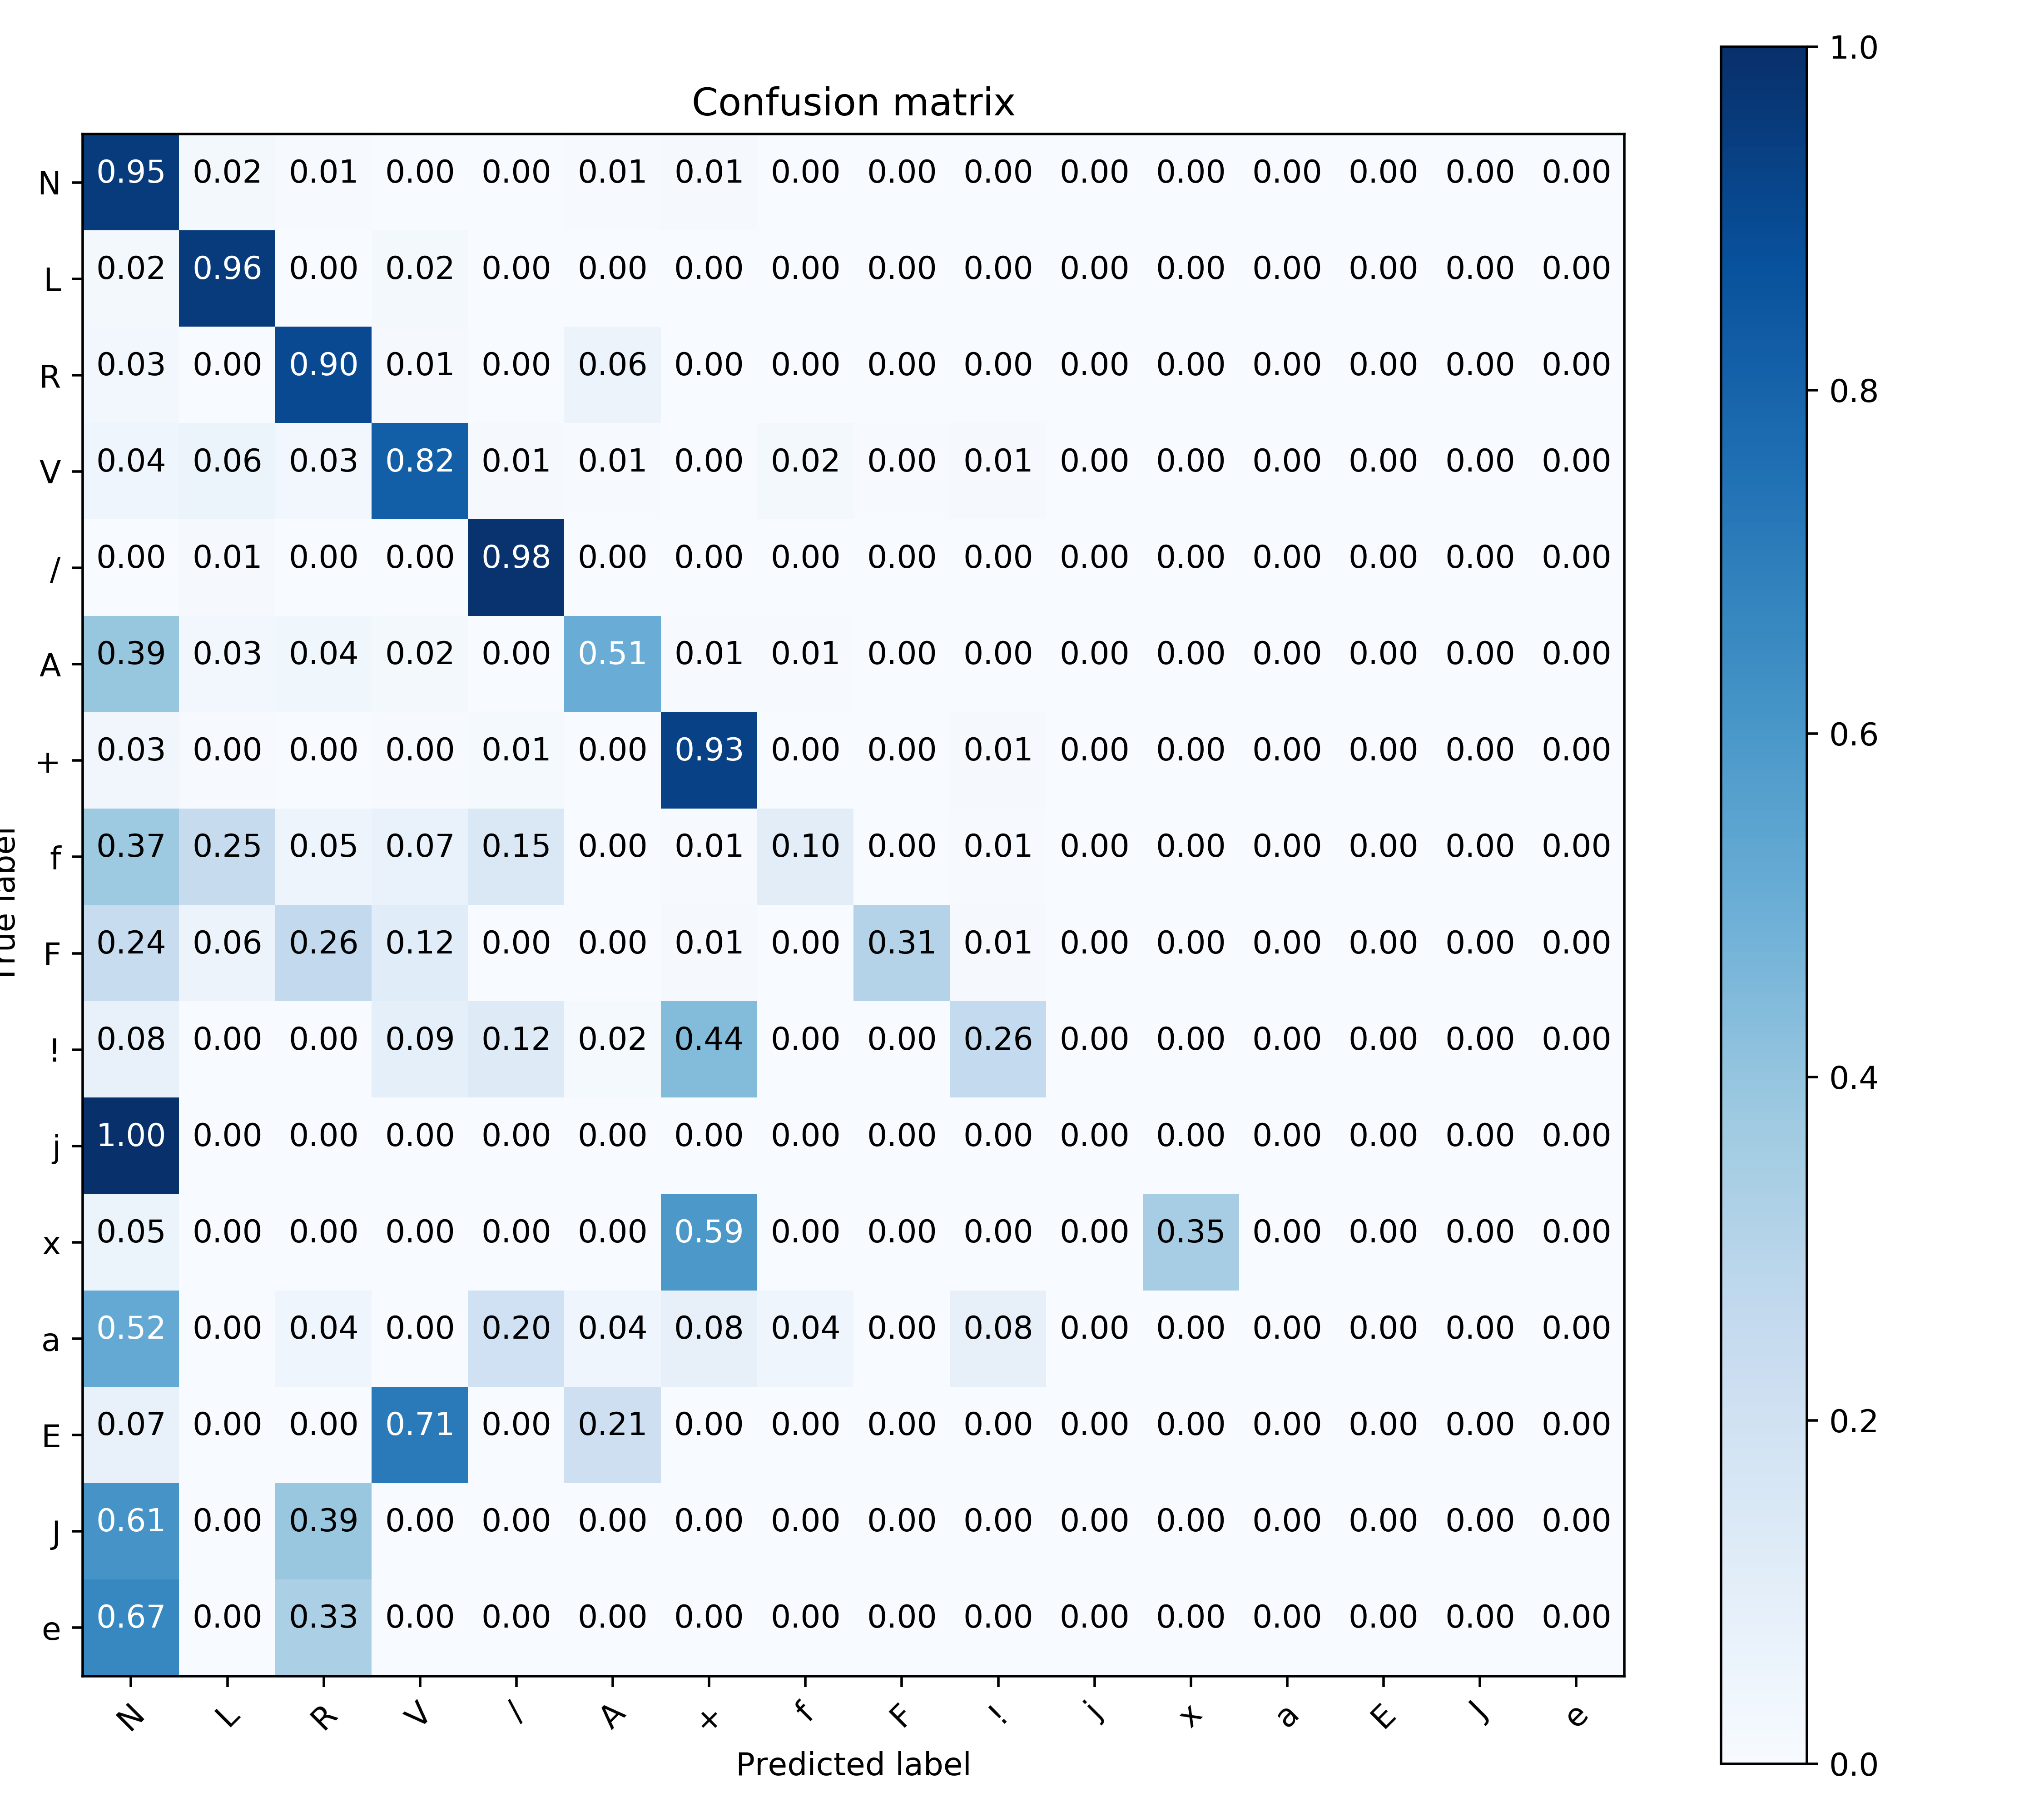 Confusion matrix
1.0
N 0.95 0.02 0.01 0.00 0.00 0.01 0.01 0.00 0.00 0.00 0.00 0.00 0.00 0.00 0.00 0.00
L 0.02 0.96 0.00 0.02 0.00 0.00 0.00 0.00 0.00 0.00 0.00 0.00 0.00 0.00 0.00 0.00
R 0.03 0.00 0.90 0.01 0.00 0.06 0.00 0.00 0.00 0.00 0.00 0.00 0.00 0.00 0.00 0.00
0.8
V 0.04 0.06 0.03 0.82 0.01 0.01 0.00 0.02 0.00 0.01 0.00 0.00 0.00 0.00 0.00 0.00
/ 0.00 0.01 0.00 0.00 0.98 0.00 0.00 0.00 0.00 0.00 0.00 0.00 0.00 0.00 0.00 0.00
A 0.39 0.03 0.04 0.02 0.00 0.51 0.01 0.01 0.00 0.00 0.00 0.00 0.00 0.00 0.00 0.00
0.6
+ 0.03 0.00 0.00 0.00 0.01 0.00 0.93 0.00 0.00 0.01 0.00 0.00 0.00 0.00 0.00 0.00
f 0.37 0.25 0.05 0.07 0.15 0.00 0.01 0.10 0.00 0.01 0.00 0.00 0.00 0.00 0.00 0.00
True label
F 0.24 0.06 0.26 0.12 0.00 0.00 0.01 0.00 0.31 0.01 0.00 0.00 0.00 0.00 0.00 0.00
! 0.08 0.00 0.00 0.09 0.12 0.02 0.44 0.00 0.00 0.26 0.00 0.00 0.00 0.00 0.00 0.00
0.4
j 1.00 0.00 0.00 0.00 0.00 0.00 0.00 0.00 0.00 0.00 0.00 0.00 0.00 0.00 0.00 0.00
x 0.05 0.00 0.00 0.00 0.00 0.00 0.59 0.00 0.00 0.00 0.00 0.35 0.00 0.00 0.00 0.00
a 0.52 0.00 0.04 0.00 0.20 0.04 0.08 0.04 0.00 0.08 0.00 0.00 0.00 0.00 0.00 0.00
E 0.07 0.00 0.00 0.71 0.00 0.21 0.00 0.00 0.00 0.00 0.00 0.00 0.00 0.00 0.00 0.00
0.2
J 0.61 0.00 0.39 0.00 0.00 0.00 0.00 0.00 0.00 0.00 0.00 0.00 0.00 0.00 0.00 0.00
e 0.67 0.00 0.33 0.00 0.00 0.00 0.00 0.00 0.00 0.00 0.00 0.00 0.00 0.00 0.00 0.00
N L R V / A + f F ! j x a E J e
Predicted label
0.0